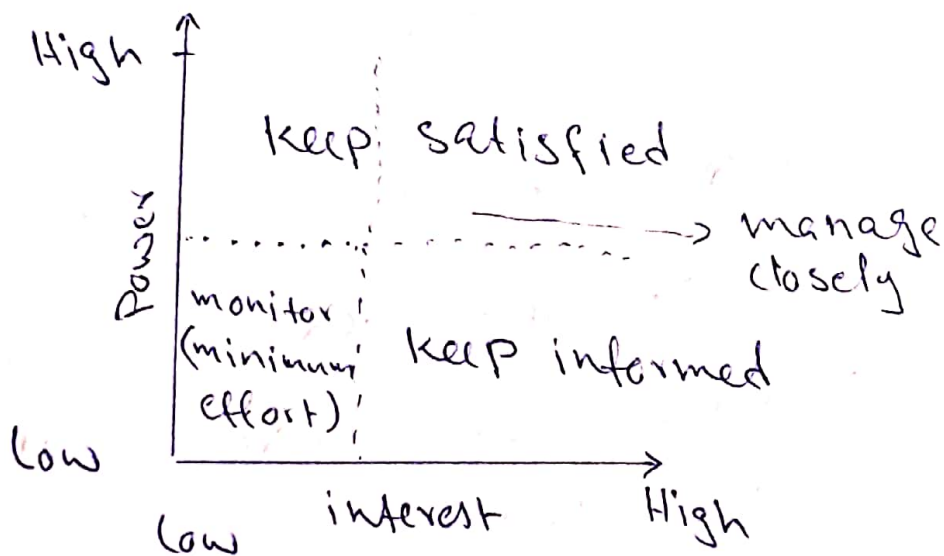 High
Keep satisfied
Power
manage
closely
monitor
(minimum
effort)
Keep informed
Low
Low
interest
High